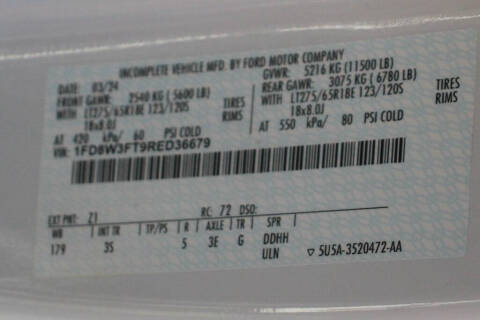 INCOMPLETE VEHICLE MFD. BY FORD MOTOR COMPANY
DATE: 03/24 GVWR: 5216 KG (11500 LB)
FRONT GAWR: 2540 KG (5600 LB) REAR GAWR: 3075 KG (6780 LB)
WITH LT275/65R18E 123/120S TIRES WITH LT275/65R18E 123/120S TIRES
18x8.0J RIMS 18x8.0J RIMS
AT 420 kPa/ 60 PSI COLD AT 550 kPa/ 80 PSI COLD
VIN: 1FD8W3FT9RED36679
EXT PNT: Z1 RC: 72 DSO:
WB INT TR TP/PS R AXLE TR SPR
179 3S 5 3E G DDHH
ULN 5U5A-3520472-AA